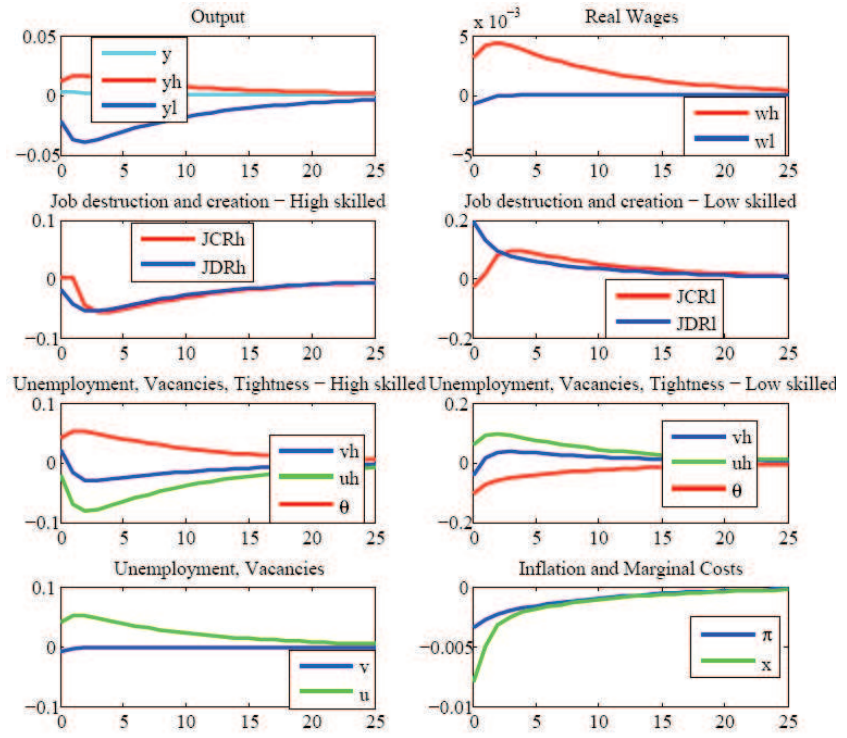 Output
0.05
0
−0.05
0 5 10 15 20 25
y
yh
yl
Real Wages
x 10⁻³
5
0
−5
0 5 10 15 20 25
wh
wl
Job destruction and creation − High skilled
0.1
0
−0.1
0 5 10 15 20 25
JCRh
JDRh
Job destruction and creation − Low skilled
0.2
0
−0.2
0 5 10 15 20 25
JCRl
JDRl
Unemployment, Vacancies, Tightness − High skilled
0.1
0
−0.1
0 5 10 15 20 25
vh
uh
θ
Unemployment, Vacancies, Tightness − Low skilled
0.2
0
−0.2
0 5 10 15 20 25
vh
uh
θ
Unemployment, Vacancies
0.1
0
−0.1
0 5 10 15 20 25
v
u
Inflation and Marginal Costs
0
−0.005
−0.01
0 5 10 15 20 25
π
x